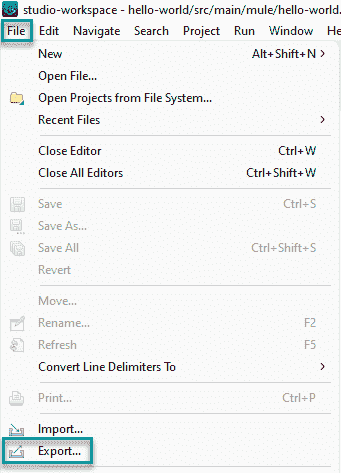 studio-workspace - hello-world/src/main/mule/hello-world.
File Edit Navigate Search Project Run Window He
New Alt+Shift+N
Open File...
Open Projects from File System...
Recent Files
Close Editor Ctrl+W
Close All Editors Ctrl+Shift+W
Save Ctrl+S
Save As...
Save All Ctrl+Shift+S
Revert
Move...
Rename... F2
Refresh F5
Convert Line Delimiters To
Print... Ctrl+P
Import...
Export...